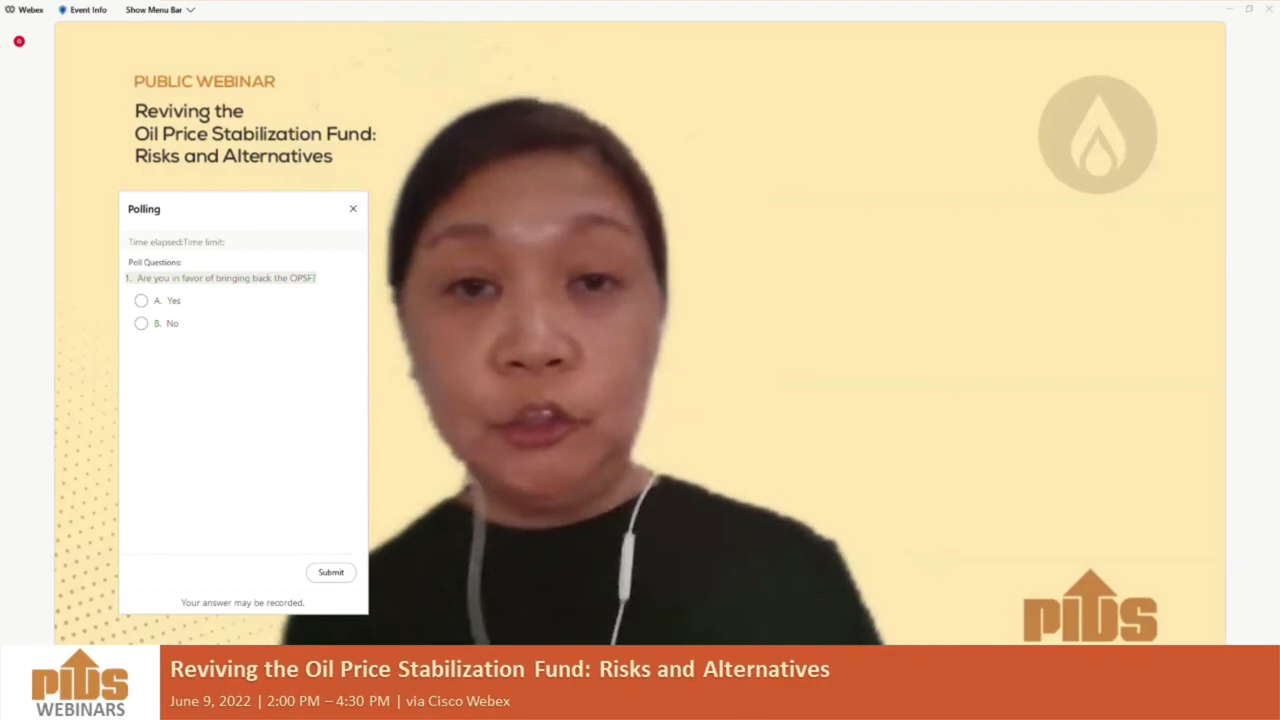 Webex
Event Info
Show Menu Bar
PUBLIC WEBINAR
Reviving the
Oil Price Stabilization Fund:
Risks and Alternatives
Polling
Time elapsed:Time limit:
Poll Questions:
1. Are you in favor of bringing back the OPSF?
A. Yes
B. No
Submit
Your answer may be recorded.
PIDS
PIDS
WEBINARS
Reviving the Oil Price Stabilization Fund: Risks and Alternatives
June 9, 2022 | 2:00 PM – 4:30 PM | via Cisco Webex